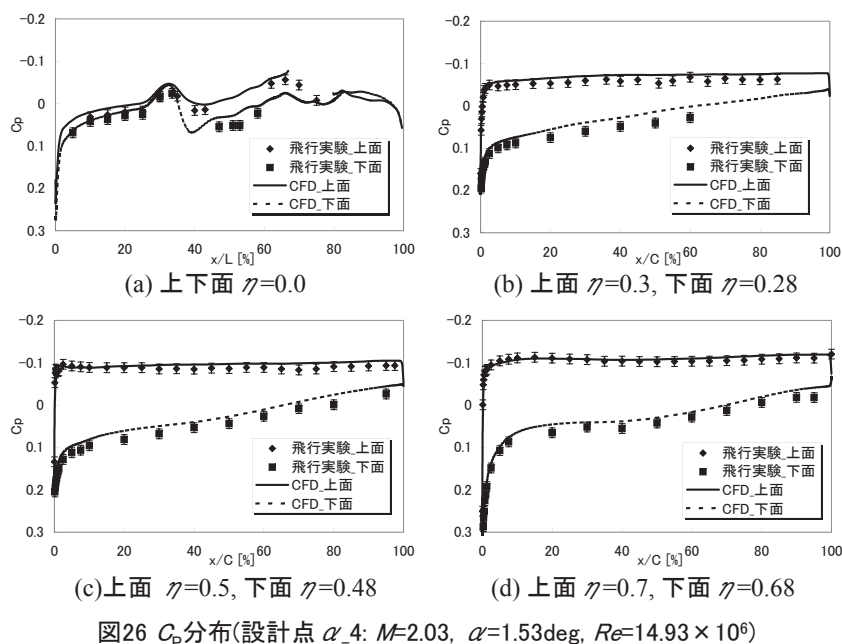 -0.2
-0.1
0
0.1
0.2
0.3
Cp
0 20 40 60 80 100
x/L [%]
飛行実験_上面
飛行実験_下面
CFD_上面
CFD_下面
(a) 上下面 η=0.0
-0.2
-0.1
0
0.1
0.2
0.3
Cp
0 20 40 60 80 100
x/C [%]
飛行実験_上面
飛行実験_下面
CFD_上面
CFD_下面
(b) 上面 η=0.3, 下面 η=0.28
-0.2
-0.1
0
0.1
0.2
0.3
Cp
0 20 40 60 80 100
x/C [%]
飛行実験_上面
飛行実験_下面
CFD_上面
CFD_下面
(c)上面 η=0.5, 下面 η=0.48
-0.2
-0.1
0
0.1
0.2
0.3
Cp
0 20 40 60 80 100
x/C [%]
飛行実験_上面
飛行実験_下面
CFD_上面
CFD_下面
(d) 上面 η=0.7, 下面 η=0.68
図26 CP分布(設計点 α_4: M=2.03, α=1.53deg, Re=14.93×10⁶)